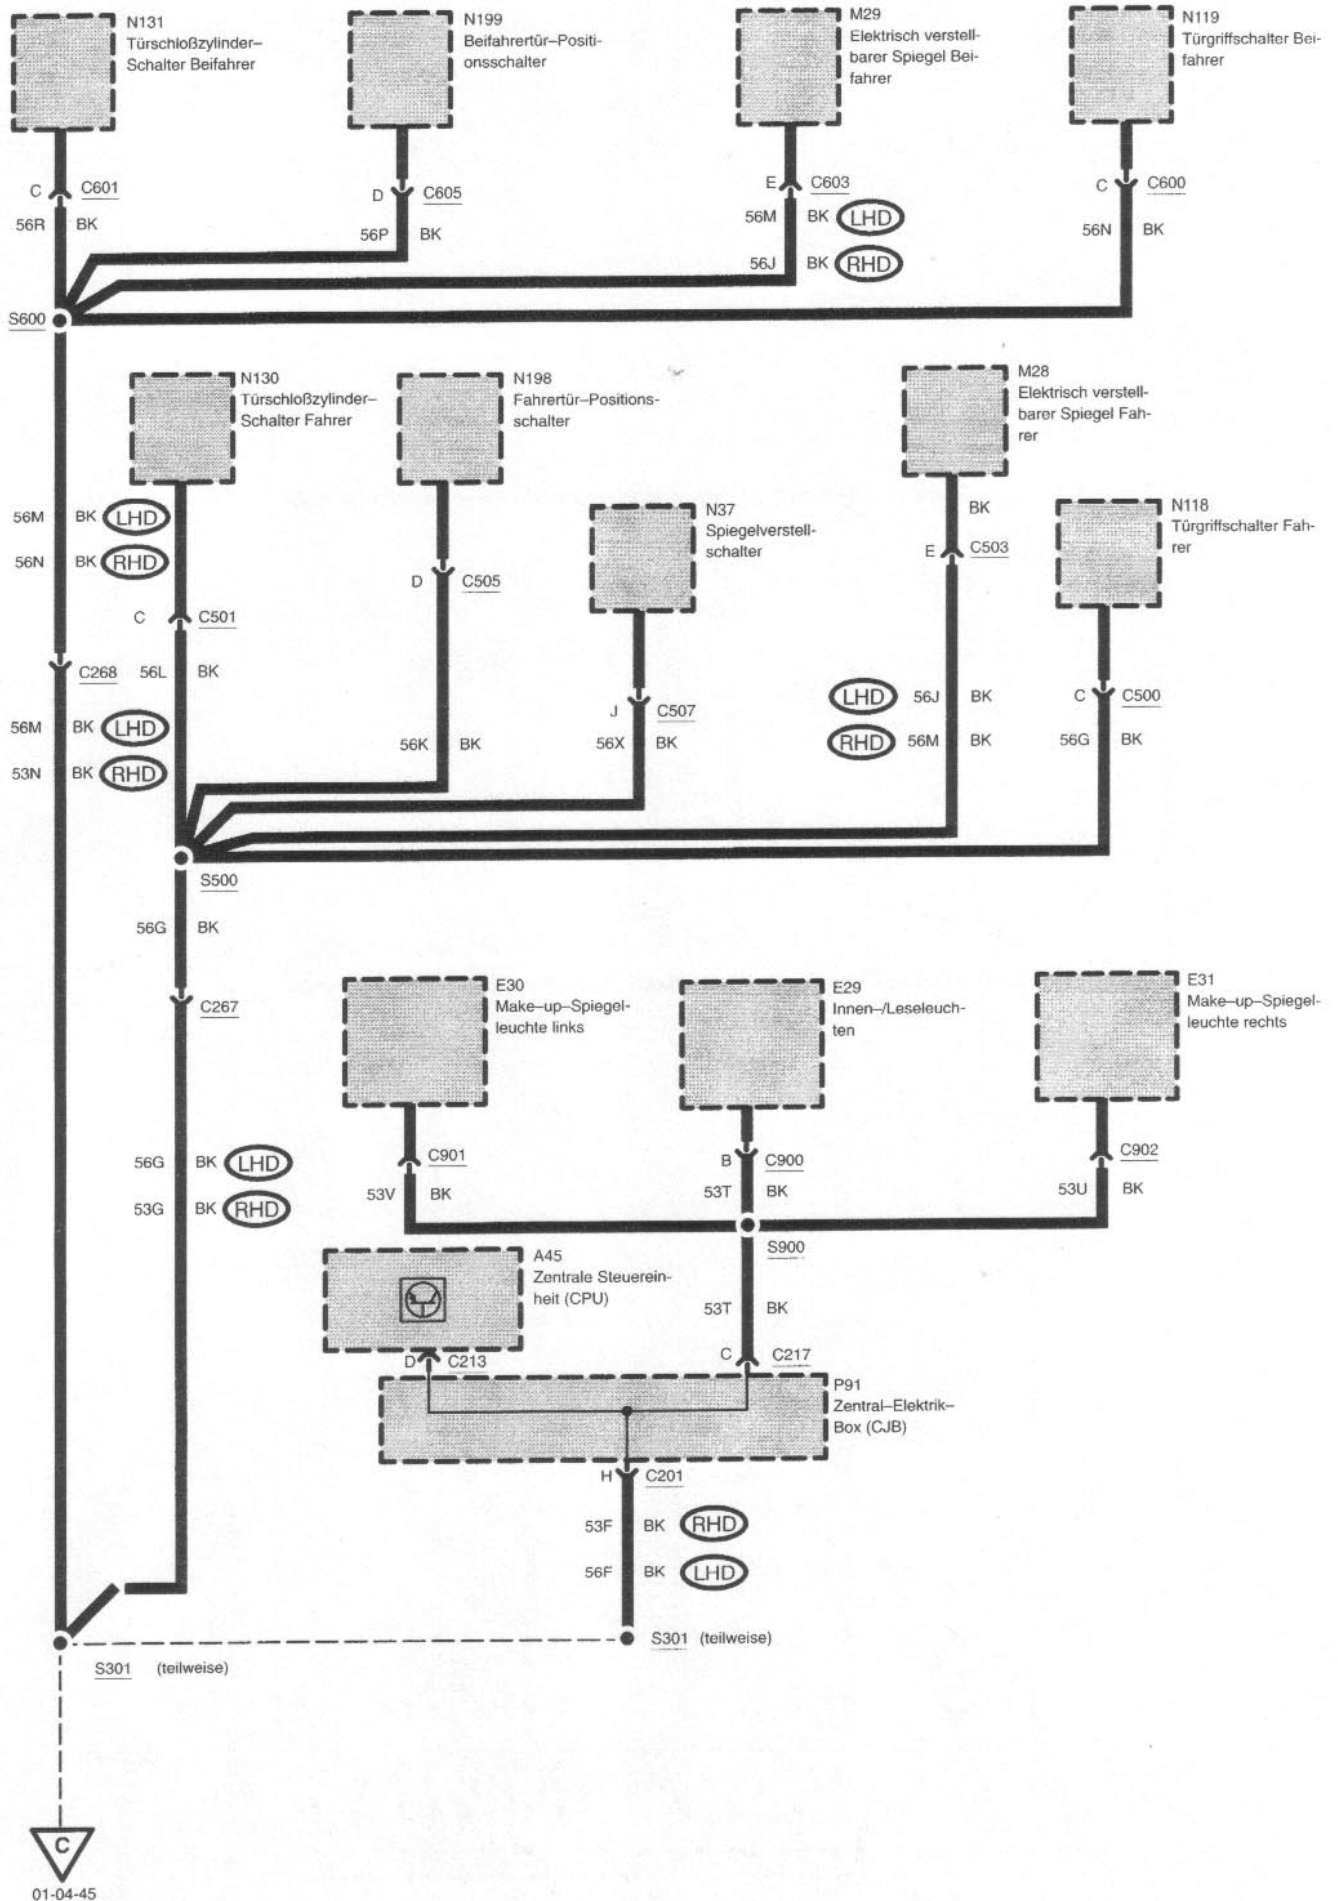 N131
Türschloßzylinder–
Schalter Beifahrer
N199
Beifahrertür–Positi-
onsschalter
M29
Elektrisch verstell-
barer Spiegel Bei-
fahrer
N119
Türgriffschalter Bei-
fahrer
C C601
56R BK
D C605
56P BK
E C603
56M BK LHD
56J BK RHD
C C600
56N BK
S600
N130
Türschloßzylinder–
Schalter Fahrer
N198
Fahrertür–Positions-
schalter
N37
Spiegelverstell-
schalter
M28
Elektrisch verstell-
barer Spiegel Fah-
rer
N118
Türgriffschalter Fah-
rer
56M BK LHD
56N BK RHD
C C501
C268
56L BK
56M BK LHD
53N BK RHD
D C505
56K BK
J C507
56X BK
BK
E C503
LHD 56J BK
RHD 56M BK
C C500
56G BK
S500
56G BK
C267
56G BK LHD
53G BK RHD
E30
Make–up–Spiegel-
leuchte links
E29
Innen–/Leseleuch-
ten
E31
Make–up–Spiegel-
leuchte rechts
C901
53V BK
B C900
53T BK
C902
53U BK
S900
53T BK
A45
Zentrale Steuerein-
heit (CPU)
D C213
C C217
P91
Zentral–Elektrik–
Box (CJB)
H C201
53F BK RHD
56F BK LHD
S301 (teilweise)
S301 (teilweise)
C
01-04-45